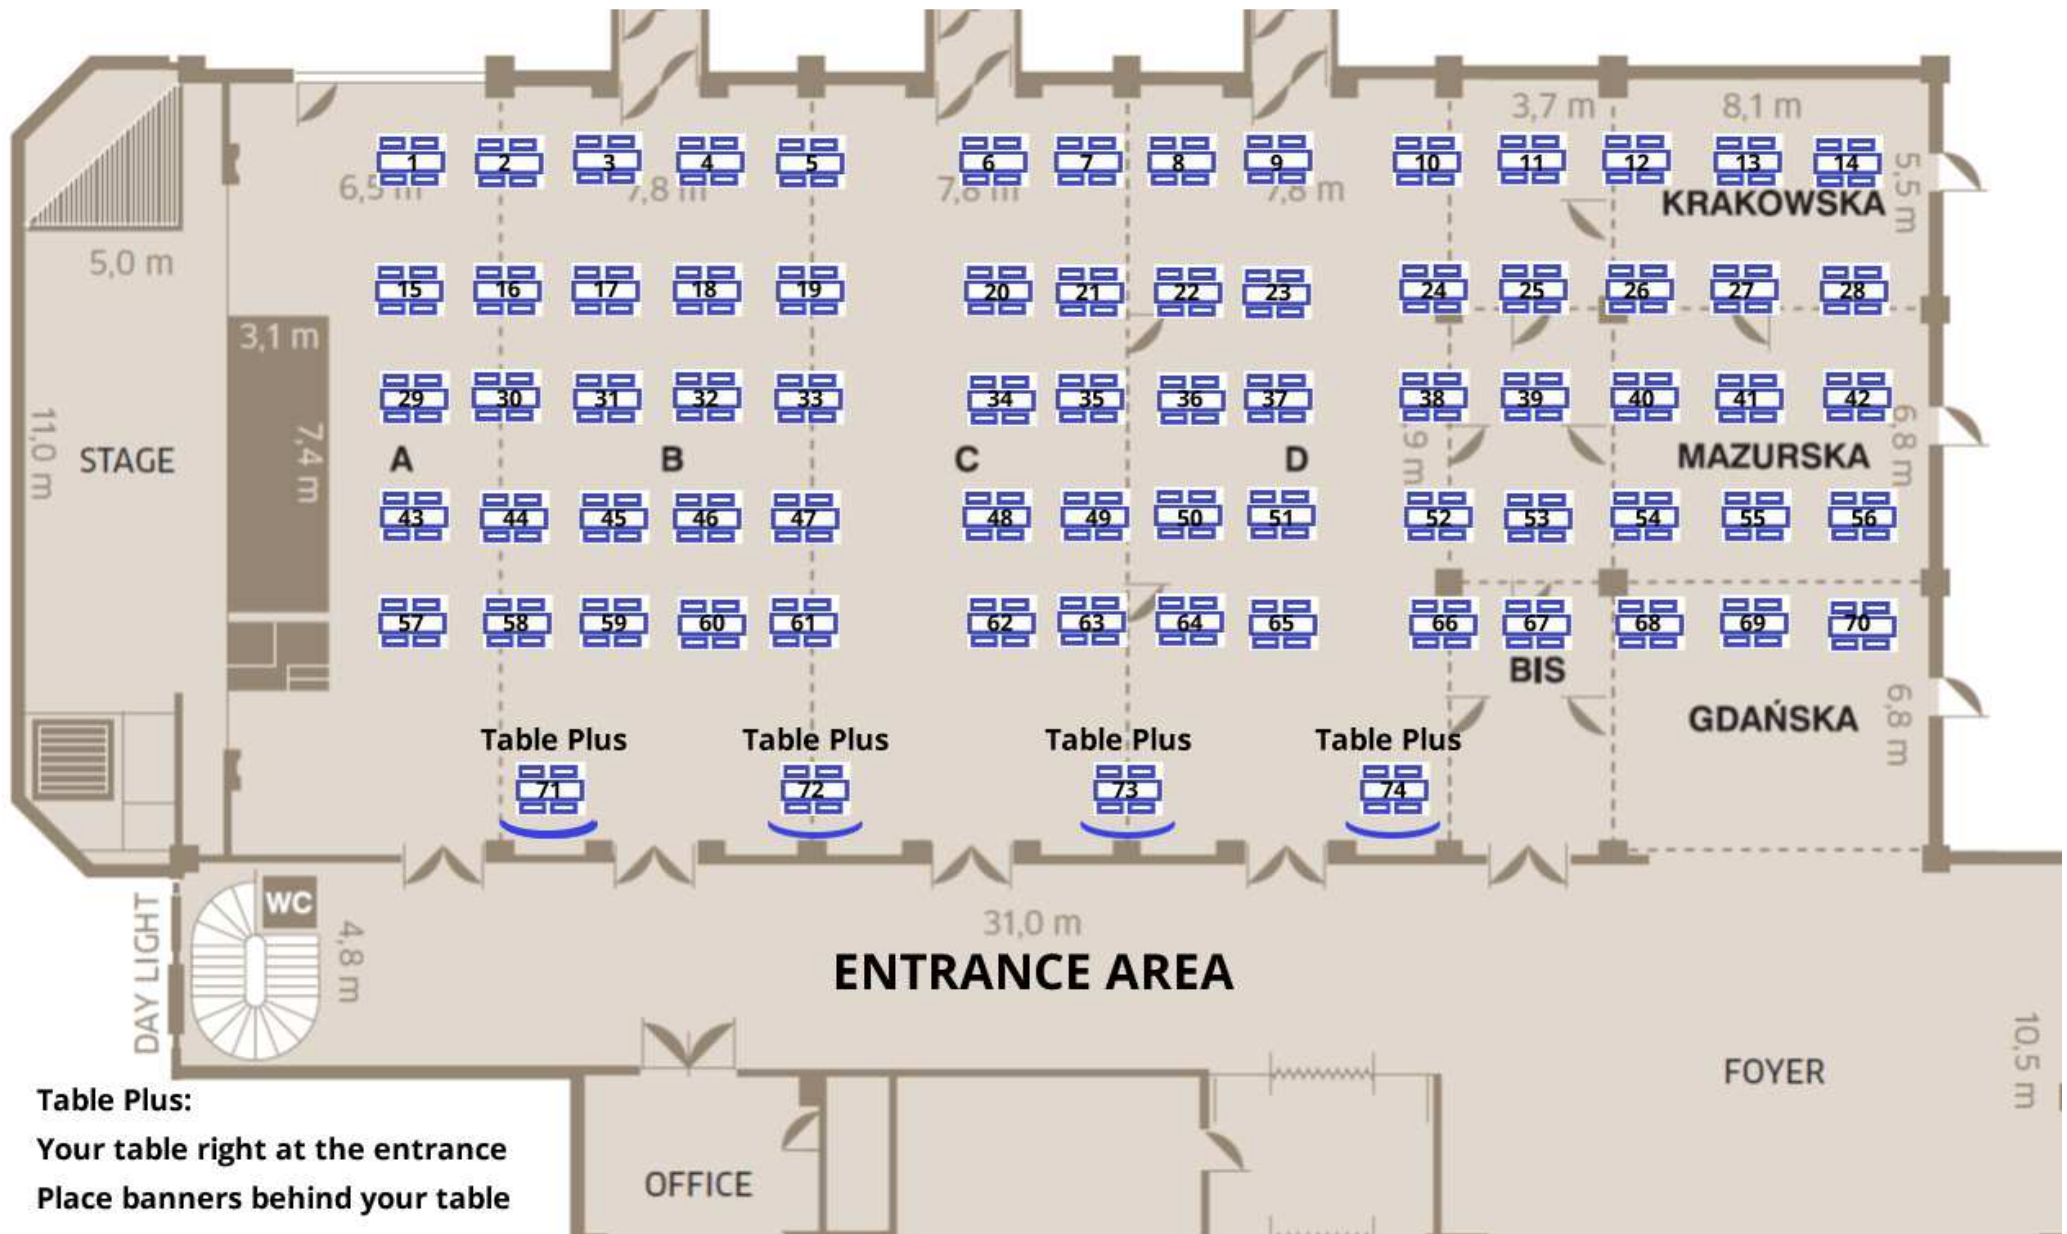 3,7 m
8,1 m
1 2 3 4 5 6 7 8 9 10 11 12 13 14
6,5 m
7,8 m
7,8 m
7,8 m
5,5 m
KRAKOWSKA
5,0 m
15 16 17 18 19 20 21 22 23 24 25 26 27 28
3,1 m
29 30 31 32 33 34 35 36 37 38 39 40 41 42
11,0 m
STAGE
7,4 m
A
B
C
D
,9 m
MAZURSKA
6,8 m
43 44 45 46 47 48 49 50 51 52 53 54 55 56
57 58 59 60 61 62 63 64 65 66 67 68 69 70
BIS
GDAŃSKA
6,8 m
Table Plus
Table Plus
Table Plus
Table Plus
71 72 73 74
WC
DAY LIGHT
4,8 m
31,0 m
ENTRANCE AREA
10,5 m
FOYER
OFFICE
Table Plus:
Your table right at the entrance
Place banners behind your table